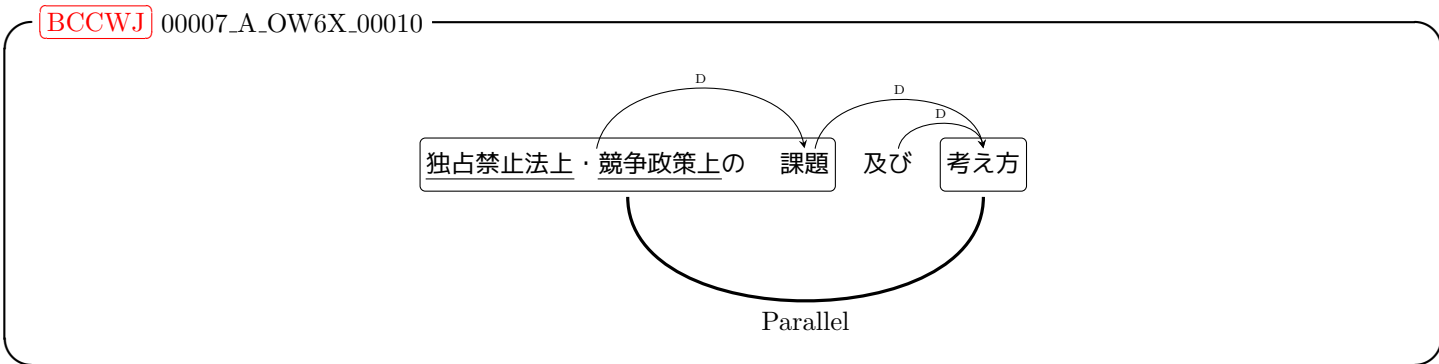 BCCWJ 00007_A_OW6X_00010
D D D
独占禁止法上・競争政策上の 課題 及び 考え方
Parallel